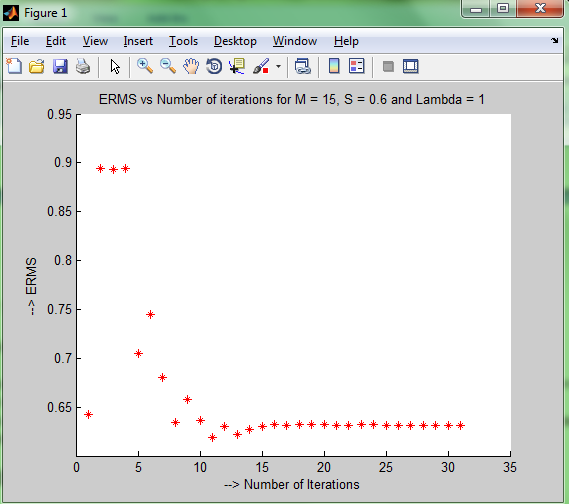 Figure 1
File Edit View Insert Tools Desktop Window Help
ERMS vs Number of iterations for M = 15, S = 0.6 and Lambda = 1
0.95
0.9
0.85
0.8
0.75
0.7
0.65
--> ERMS
0 5 10 15 20 25 30 35
--> Number of Iterations